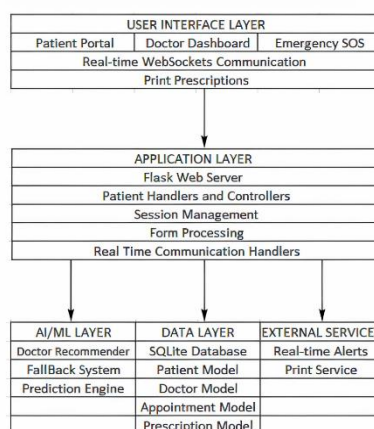 USER INTERFACE LAYER
Patient Portal Doctor Dashboard Emergency SOS
Real-time WebSockets Communication
Print Prescriptions
APPLICATION LAYER
Flask Web Server
Patient Handlers and Controllers
Session Management
Form Processing
Real Time Communication Handlers
AI/ML LAYER DATA LAYER EXTERNAL SERVICE
Doctor Recommender SQLite Database Real-time Alerts
FallBack System Patient Model Print Service
Prediction Engine Doctor Model
Appointment Model
Prescription Model